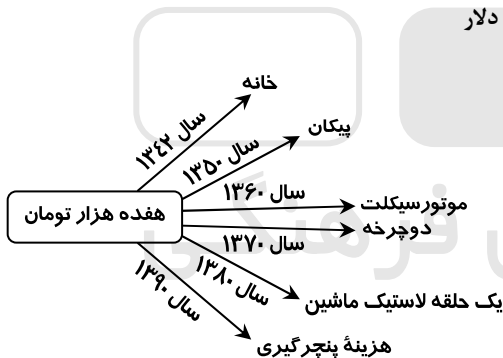 دلار
خانه
سال ۱۳۴۲
پیکان
سال ۱۳۵۰
سال ۱۳۶۰
موتورسیکلت
هفده هزار تومان
دوچرخه
سال ۱۳۷۰
سال ۱۳۸۰
یک حلقه لاستیک ماشین
سال ۱۳۹۰
هزینهٔ پنچرگیری
فرهنگی